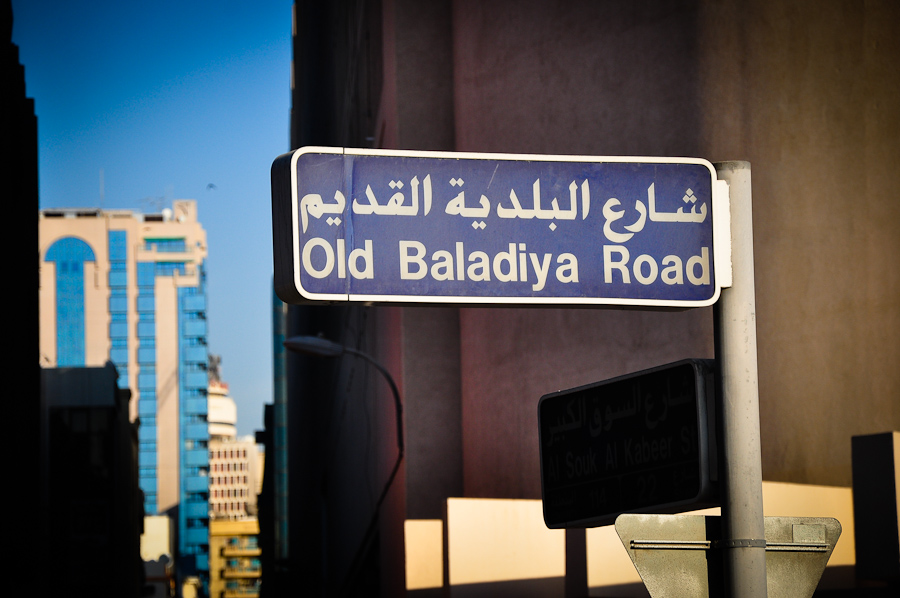 شارع البلدية القديم
Old Baladiya Road
شارع السوق الكبير
Al Souk Al Kabeer St